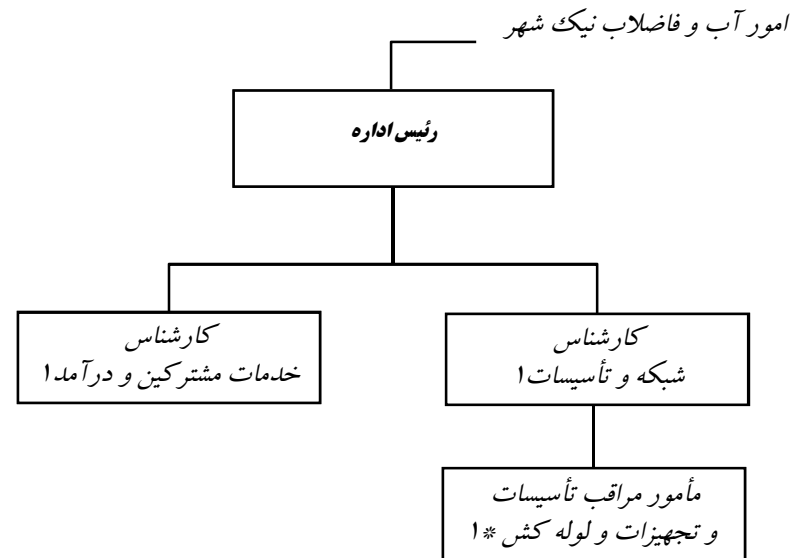 امور آب و فاضلاب نیک شهر
رئیس اداره
کارشناس
شبکه و تأسیسات۱
کارشناس
خدمات مشترکین و درآمد۱
مأمور مراقب تأسیسات
و تجهیزات و لوله کش *۱